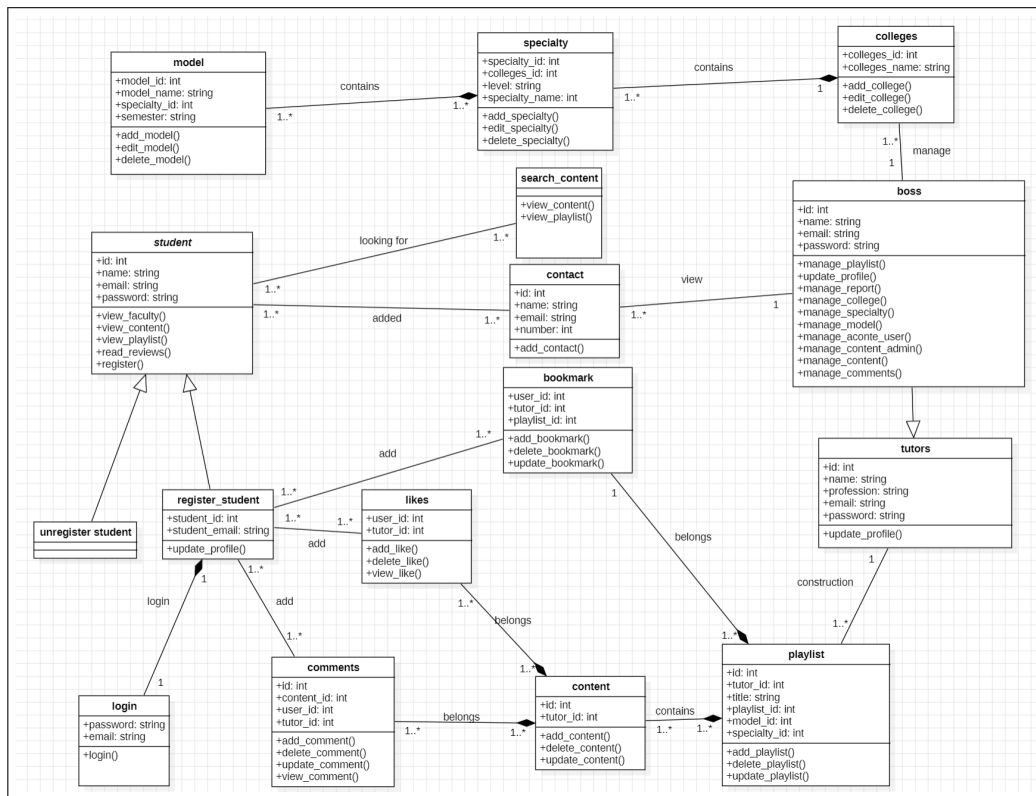 colleges
+colleges_id: int
+colleges_name: string
+add_college()
+edit_college()
+delete_college()
specialty
+specialty_id: int
+colleges_id: int
+level: string
+specialty_name: int
+add_specialty()
+edit_specialty()
+delete_specialty()
model
+model_id: int
+model_name: string
+specialty_id: int
+semester: string
+add_model()
+edit_model()
+delete_model()
contains
1..*
1..*
contains
1..*
1
1..*
manage
1
boss
+id: int
+name: string
+email: string
+password: string
+manage_playlist()
+update_profile()
+manage_report()
+manage_college()
+manage_specialty()
+manage_model()
+manage_aconte_user()
+manage_content_admin()
+manage_content()
+manage_comments()
search_content
+view_content()
+view_playlist()
student
+id: int
+name: string
+email: string
+password: string
+view_faculty()
+view_content()
+view_playlist()
+read_reviews()
+register()
looking for
1..*
1..*
contact
+id: int
+name: string
+email: string
+number: int
+add_contact()
added
1..*
1..*
view
1..*
1
bookmark
+user_id: int
+tutor_id: int
+playlist_id: int
+add_bookmark()
+delete_bookmark()
+update_bookmark()
tutors
+id: int
+name: string
+profession: string
+email: string
+password: string
+update_profile()
add
1..*
1..*
register_student
+student_id: int
+student_email: string
+update_profile()
unregister student
likes
+user_id: int
+tutor_id: int
+add_like()
+delete_like()
+view_like()
1..*
1..*
add
1
belongs
1..*
1
construction
1..*
1
login
1
1..*
add
1..*
1..*
belongs
1..*
login
+password: string
+email: string
+login()
comments
+id: int
+content_id: int
+user_id: int
+tutor_id: int
+add_comment()
+delete_comment()
+update_comment()
+view_comment()
belongs
1..*
1..*
content
+id: int
+tutor_id: int
+add_content()
+delete_content()
+update_content()
contains
1..*
1..*
playlist
+id: int
+tutor_id: int
+title: string
+playlist_id: int
+model_id: int
+specialty_id: int
+add_playlist()
+delete_playlist()
+update_playlist()